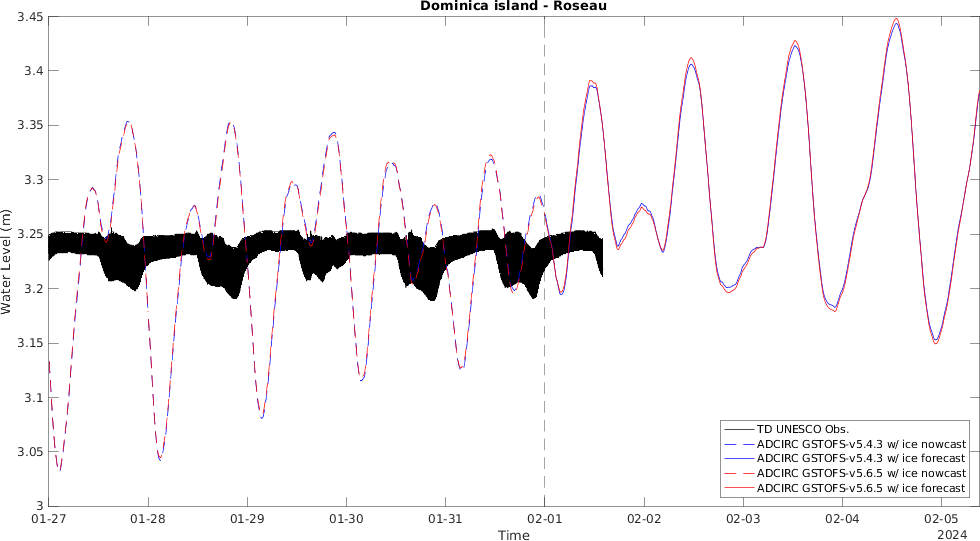 Dominica island - Roseau
3.45
3.4
3.35
3.3
3.25
3.2
3.15
3.1
3.05
3
Water Level (m)
01-27 01-28 01-29 01-30 01-31 02-01 02-02 02-03 02-04 02-05
Time
2024
TD UNESCO Obs.
ADCIRC GSTOFS-v5.4.3 w/ ice nowcast
ADCIRC GSTOFS-v5.4.3 w/ ice forecast
ADCIRC GSTOFS-v5.6.5 w/ ice nowcast
ADCIRC GSTOFS-v5.6.5 w/ ice forecast